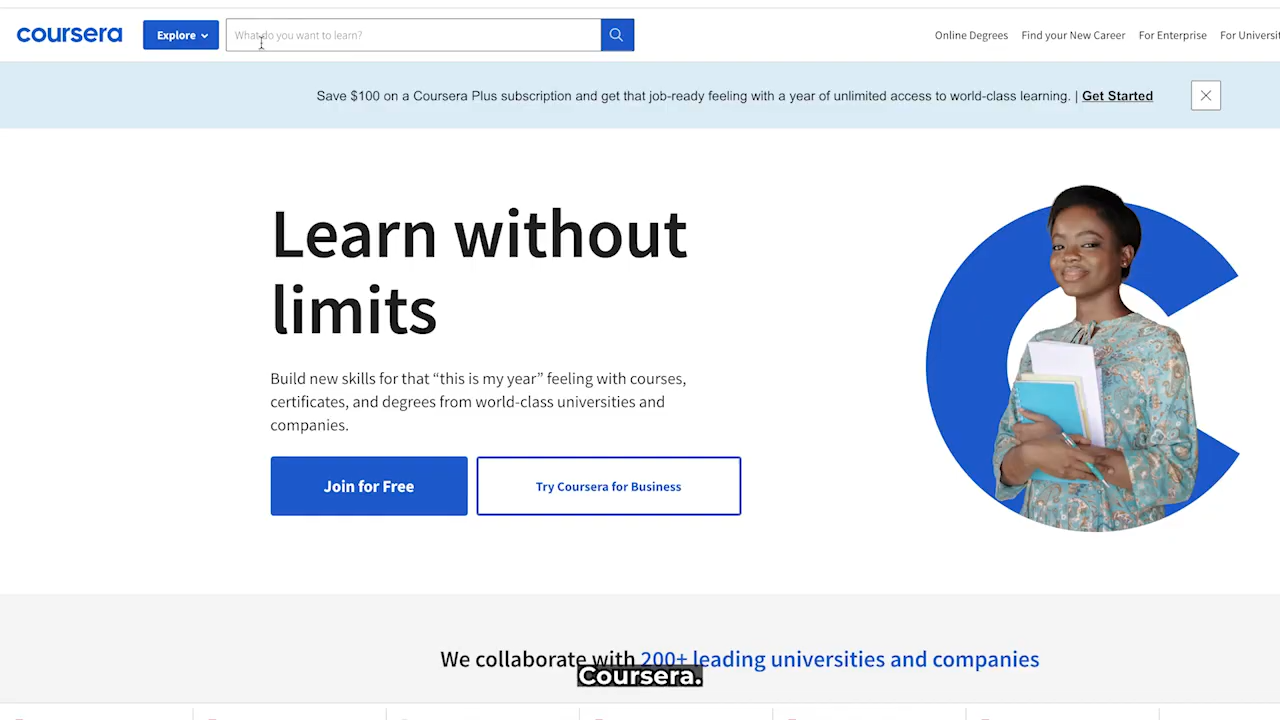 coursera
Explore
What do you want to learn?
Online Degrees
Find your New Career
For Enterprise
For Universit
Save $100 on a Coursera Plus subscription and get that job-ready feeling with a year of unlimited access to world-class learning. | Get Started
Learn without
limits
Build new skills for that “this is my year” feeling with courses,
certificates, and degrees from world-class universities and
companies.
Join for Free
Try Coursera for Business
We collaborate with 200+ leading universities and companies
Coursera.